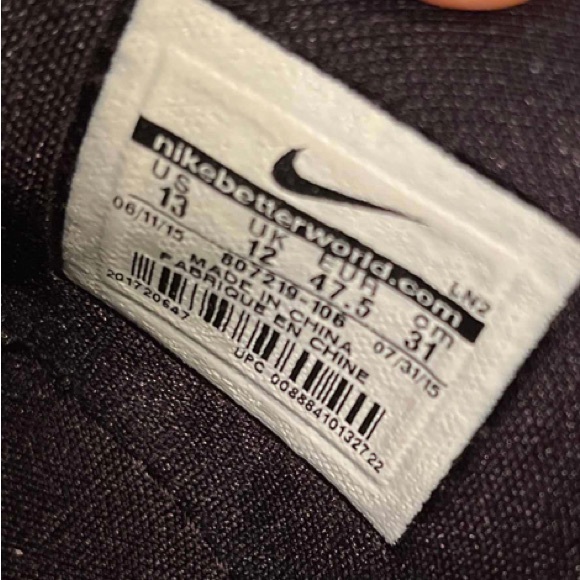 nikebetterworld.com
LN2
US UK EUR cm
13 12 47.5 31
06/11/15 07/31/15
807219-106
MADE IN CHINA
FABRIQUE EN CHINE
201720647
UPC 00888410132722